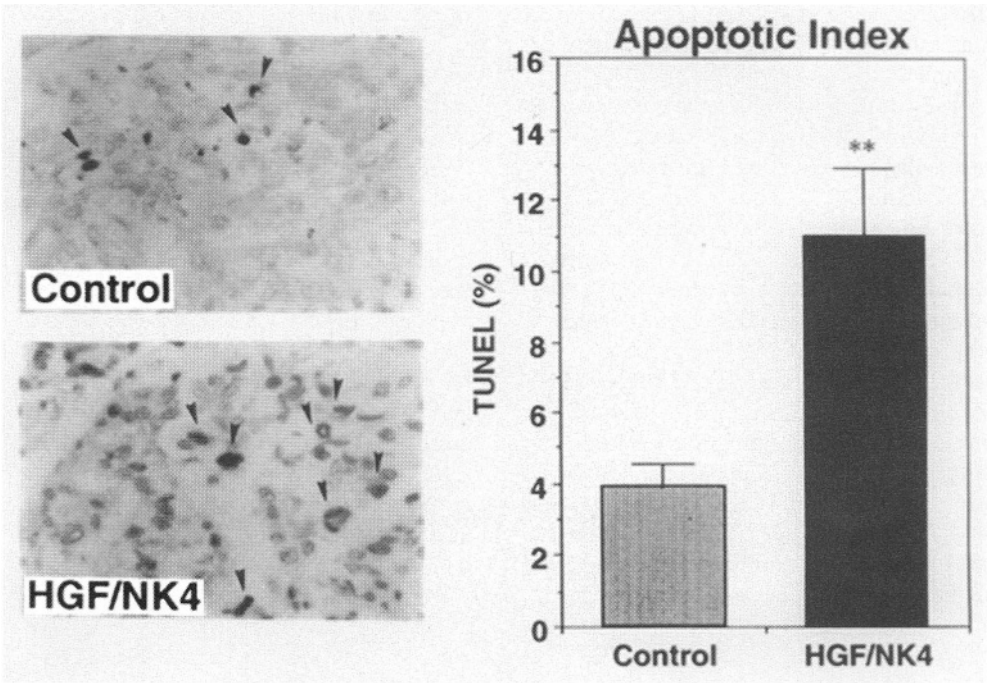 Control
HGF/NK4
Apoptotic Index
16
14
12
10
8
6
4
2
0
TUNEL (%)
**
Control
HGF/NK4